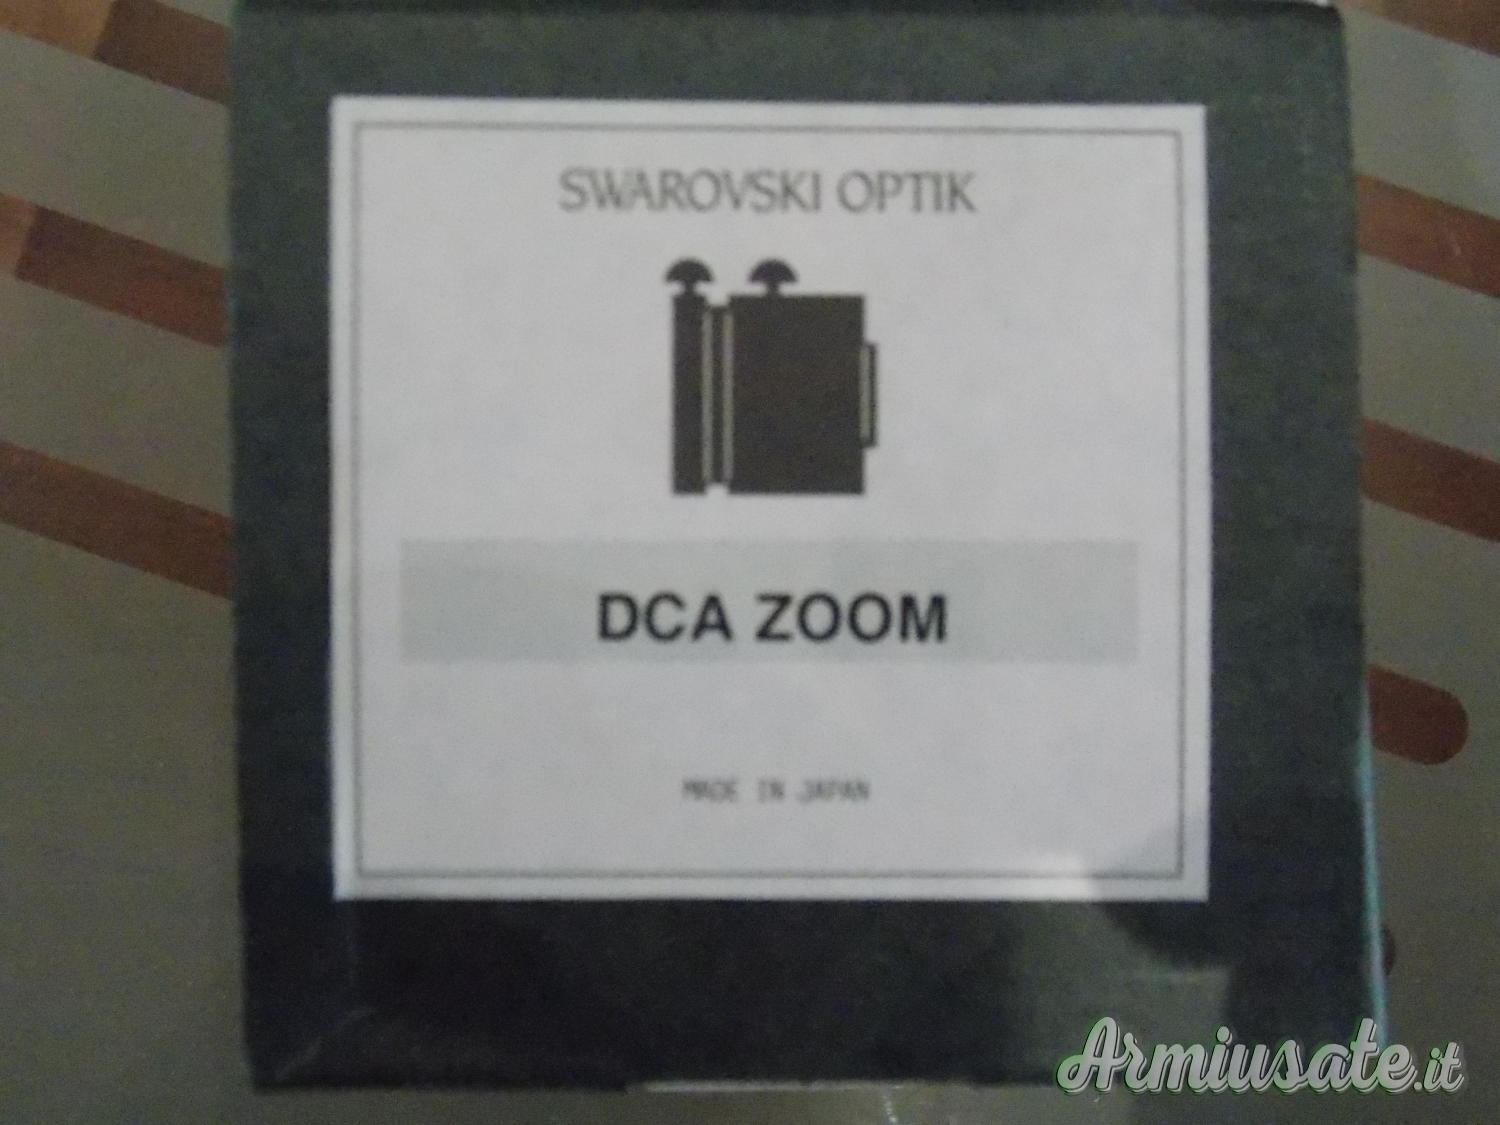 SWAROVSKI OPTIK
DCA ZOOM
MADE IN JAPAN
Armiusate.it